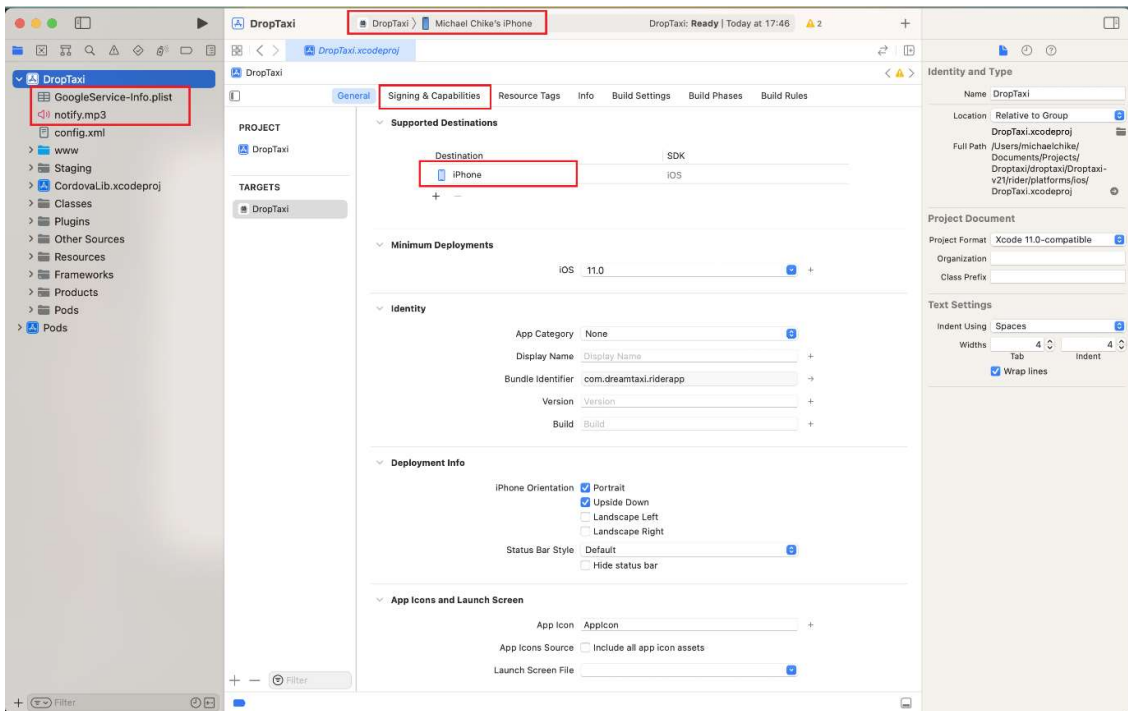 DropTaxi
DropTaxi 〉 Michael Chike's iPhone
DropTaxi: Ready | Today at 17:46
2
DropTaxi.xcodeproj
DropTaxi
GoogleService-Info.plist
notify.mp3
config.xml
www
Staging
CordovaLib.xcodeproj
Classes
Plugins
Other Sources
Resources
Frameworks
Products
Pods
Pods
Filter
DropTaxi
General Signing & Capabilities Resource Tags Info Build Settings Build Phases Build Rules
PROJECT
DropTaxi
TARGETS
DropTaxi
Filter
Supported Destinations
Destination SDK
iPhone iOS
Minimum Deployments
iOS 11.0
Identity
App Category None
Display Name Display Name
Bundle Identifier com.dreamtaxi.riderapp
Version Version
Build Build
Deployment Info
iPhone Orientation Portrait
Upside Down
Landscape Left
Landscape Right
Status Bar Style Default
Hide status bar
App Icons and Launch Screen
App Icon AppIcon
App Icons Source Include all app icon assets
Launch Screen File
Identity and Type
Name DropTaxi
Location Relative to Group
DropTaxi.xcodeproj
Full Path /Users/michaelchike/
Documents/Projects/
Droptaxi/droptaxi/Droptaxi-
v21/rider/platforms/ios/
DropTaxi.xcodeproj
Project Document
Project Format Xcode 11.0-compatible
Organization
Class Prefix
Text Settings
Indent Using Spaces
Widths 4 4
Tab Indent
Wrap lines